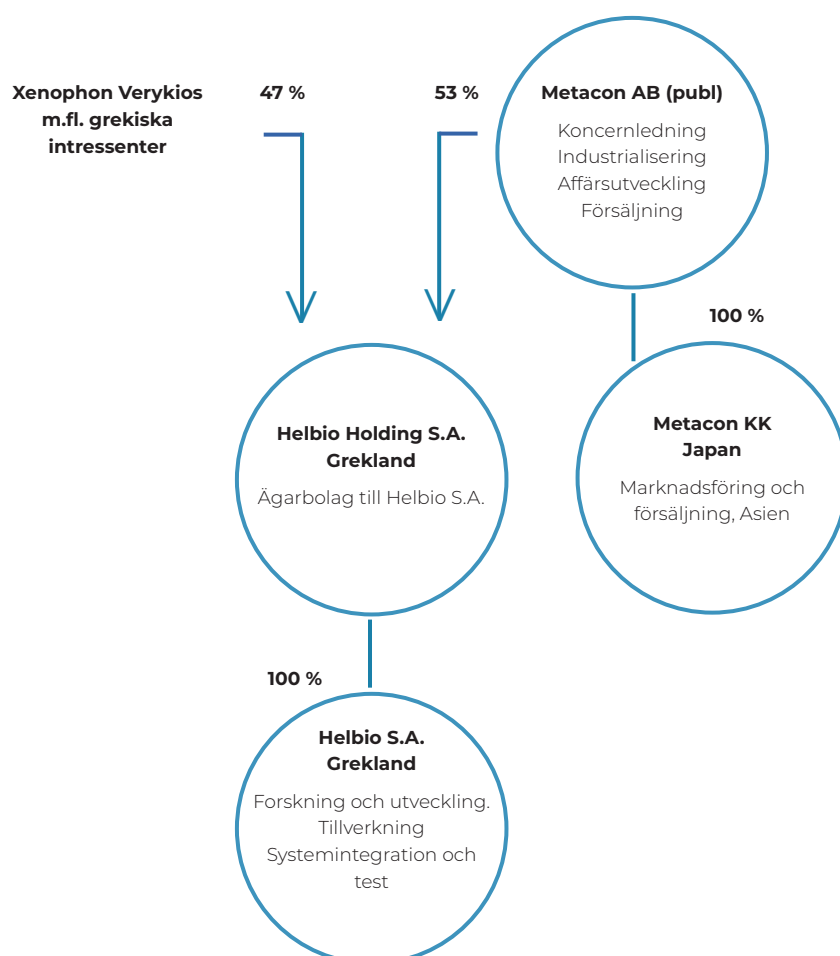 Xenophon Verykios
m.fl. grekiska
intressenter
47 %
53 %
Metacon AB (publ)
Koncernledning
Industrialisering
Affärsutveckling
Försäljning
100 %
Metacon KK
Japan
Marknadsföring och
försäljning, Asien
Helbio Holding S.A.
Grekland
Ägarbolag till Helbio S.A.
100 %
Helbio S.A.
Grekland
Forskning och utveckling.
Tillverkning
Systemintegration och
test